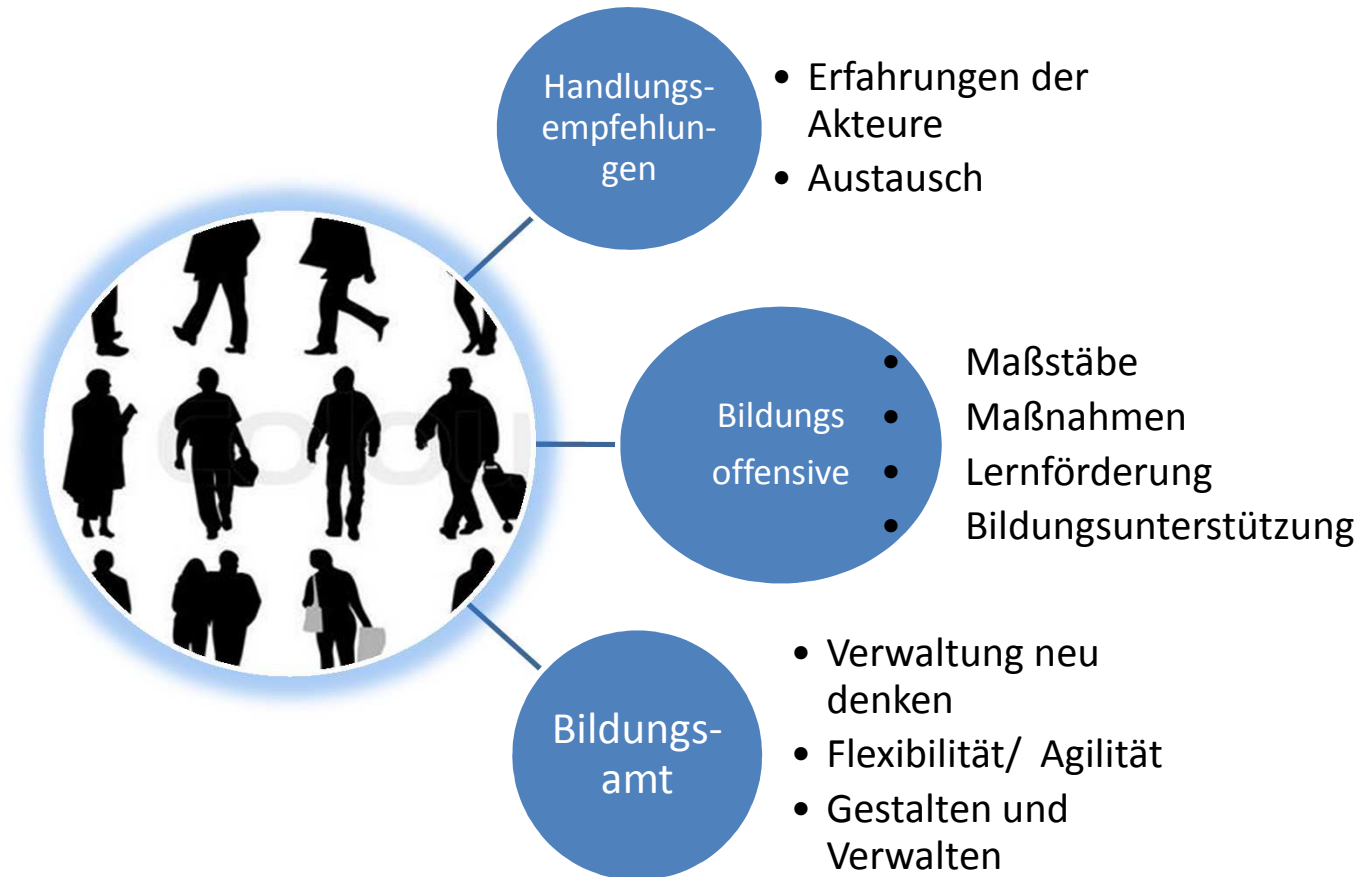 Handlungs-
empfehlun-
gen
• Erfahrungen der
Akteure
• Austausch
Bildungs
offensive
• Maßstäbe
• Maßnahmen
• Lernförderung
• Bildungsunterstützung
Bildungs-
amt
• Verwaltung neu
denken
• Flexibilität/ Agilität
• Gestalten und
Verwalten